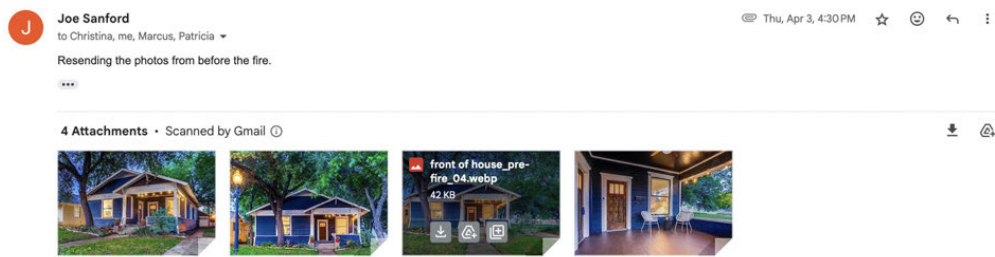 J
Joe Sanford
Thu, Apr 3, 4:30 PM
to Christina, me, Marcus, Patricia
Resending the photos from before the fire.
4 Attachments • Scanned by Gmail
front of house_pre-
fire_04.webp
42 KB